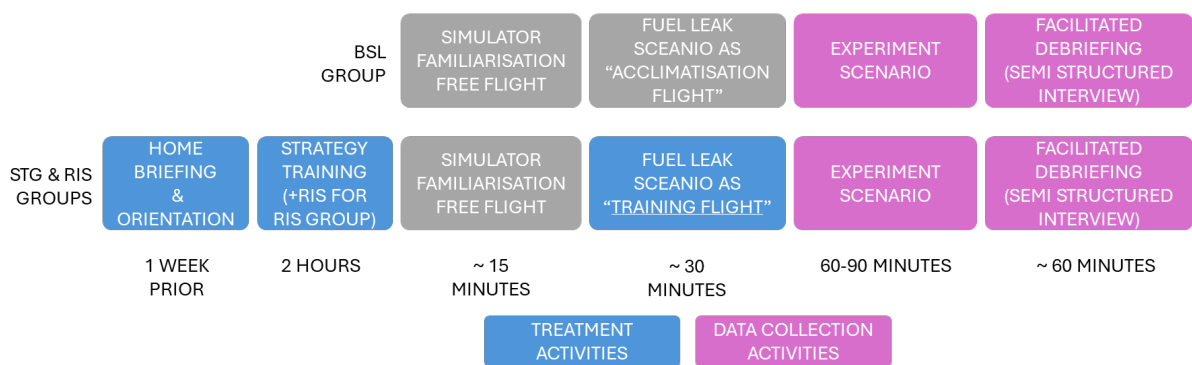 BSL
GROUP
SIMULATOR
FAMILIARISATION
FREE FLIGHT
FUEL LEAK
SCEANIO AS
“ACCLIMATISATION
FLIGHT”
EXPERIMENT
SCENARIO
FACILITATED
DEBRIEFING
(SEMI STRUCTURED
INTERVIEW)
STG & RIS
GROUPS
HOME
BRIEFING
&
ORIENTATION
STRATEGY
TRAINING
(+RIS FOR
RIS GROUP)
SIMULATOR
FAMILIARISATION
FREE FLIGHT
FUEL LEAK
SCEANIO AS
“TRAINING FLIGHT”
EXPERIMENT
SCENARIO
FACILITATED
DEBRIEFING
(SEMI STRUCTURED
INTERVIEW)
1 WEEK
PRIOR
2 HOURS
~ 15
MINUTES
~ 30
MINUTES
60-90 MINUTES
~ 60 MINUTES
TREATMENT
ACTIVITIES
DATA COLLECTION
ACTIVITIES